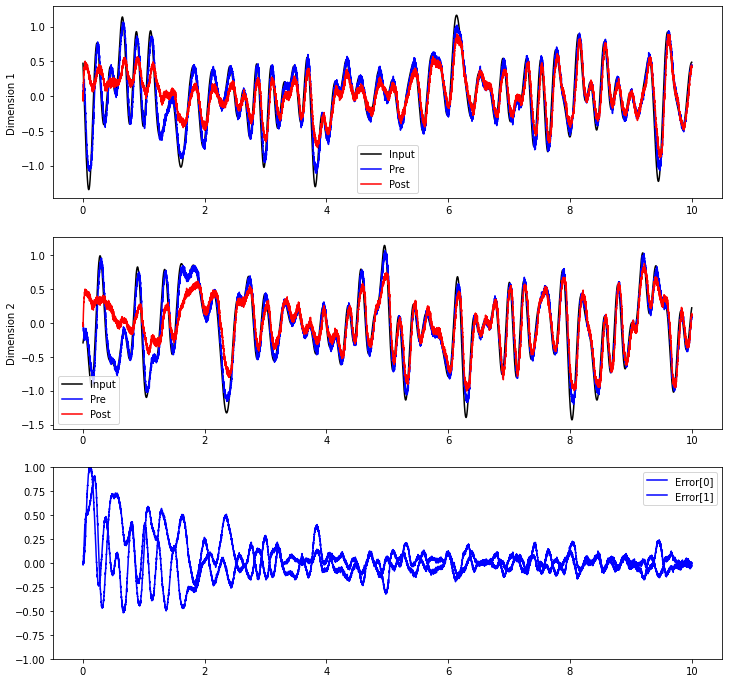 1.0
0.5
0.0
−0.5
−1.0
Dimension 1
Input
Pre
Post
0 2 4 6 8 10
1.0
0.5
0.0
−0.5
−1.0
−1.5
Dimension 2
Input
Pre
Post
0 2 4 6 8 10
1.00
0.75
0.50
0.25
0.00
−0.25
−0.50
−0.75
−1.00
Error[0]
Error[1]
0 2 4 6 8 10